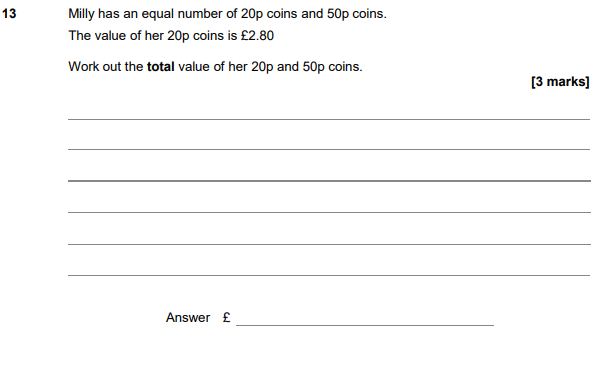 13 Milly has an equal number of 20p coins and 50p coins.
The value of her 20p coins is £2.80
Work out the total value of her 20p and 50p coins.
[3 marks]
Answer £